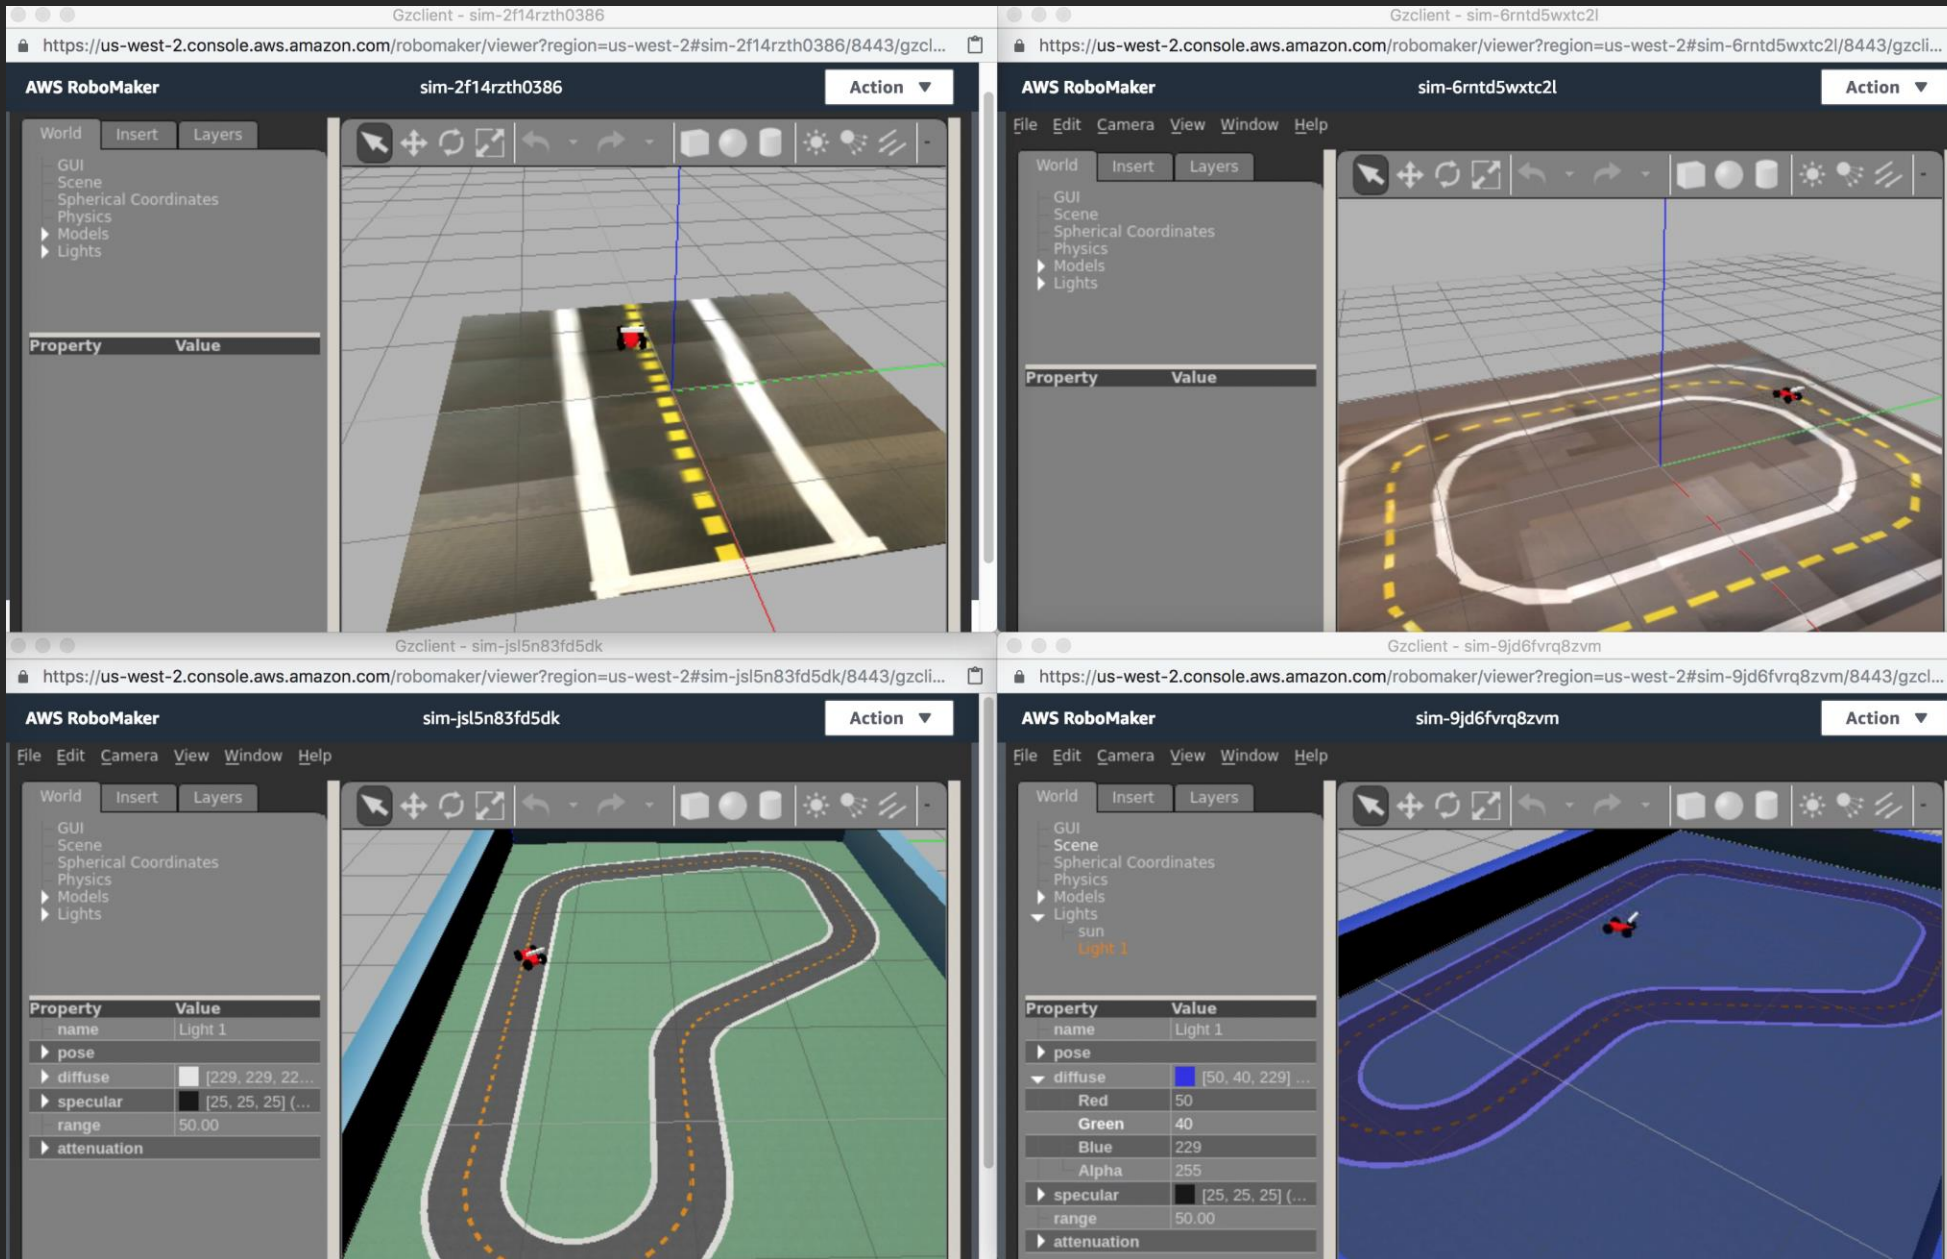 Gzclient - sim-2f14rzth0386
https://us-west-2.console.aws.amazon.com/robomaker/viewer?region=us-west-2#sim-2f14rzth0386/8443/gzcl...
AWS RoboMaker
sim-2f14rzth0386
Action
World Insert Layers
GUI
Scene
Spherical Coordinates
Physics
Models
Lights
Property Value
Gzclient - sim-6rntd5wxtc2l
https://us-west-2.console.aws.amazon.com/robomaker/viewer?region=us-west-2#sim-6rntd5wxtc2l/8443/gzcli...
AWS RoboMaker
sim-6rntd5wxtc2l
Action
File Edit Camera View Window Help
World Insert Layers
GUI
Scene
Spherical Coordinates
Physics
Models
Lights
Property Value
Gzclient - sim-jsl5n83fd5dk
https://us-west-2.console.aws.amazon.com/robomaker/viewer?region=us-west-2#sim-jsl5n83fd5dk/8443/gzcli...
AWS RoboMaker
sim-jsl5n83fd5dk
Action
File Edit Camera View Window Help
World Insert Layers
GUI
Scene
Spherical Coordinates
Physics
Models
Lights
Property Value
name Light 1
pose
diffuse [229, 229, 22...
specular [25, 25, 25] (...
range 50.00
attenuation
Gzclient - sim-9jd6fvrq8zvm
https://us-west-2.console.aws.amazon.com/robomaker/viewer?region=us-west-2#sim-9jd6fvrq8zvm/8443/gzcl...
AWS RoboMaker
sim-9jd6fvrq8zvm
Action
File Edit Camera View Window Help
World Insert Layers
GUI
Scene
Spherical Coordinates
Physics
Models
Lights
sun
Light 1
Property Value
name Light 1
pose
diffuse [50, 40, 229] ...
Red 50
Green 40
Blue 229
Alpha 255
specular [25, 25, 25] (...
range 50.00
attenuation